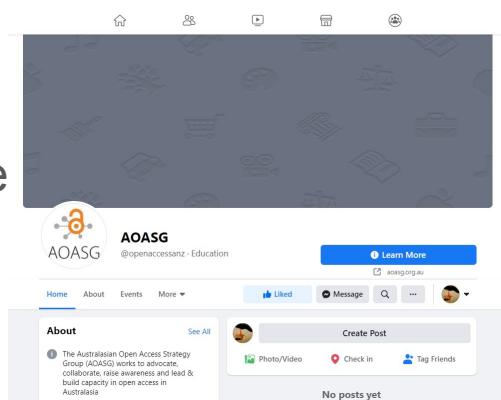 e
AOASG
AOASG
@openaccessanz · Education
Learn More
aoasg.org.au
Home About Events More
Liked Message ...
About See All
The Australasian Open Access Strategy
Group (AOASG) works to advocate,
collaborate, raise awareness and lead &
build capacity in open access in
Australasia
Create Post
Photo/Video Check in Tag Friends
No posts yet